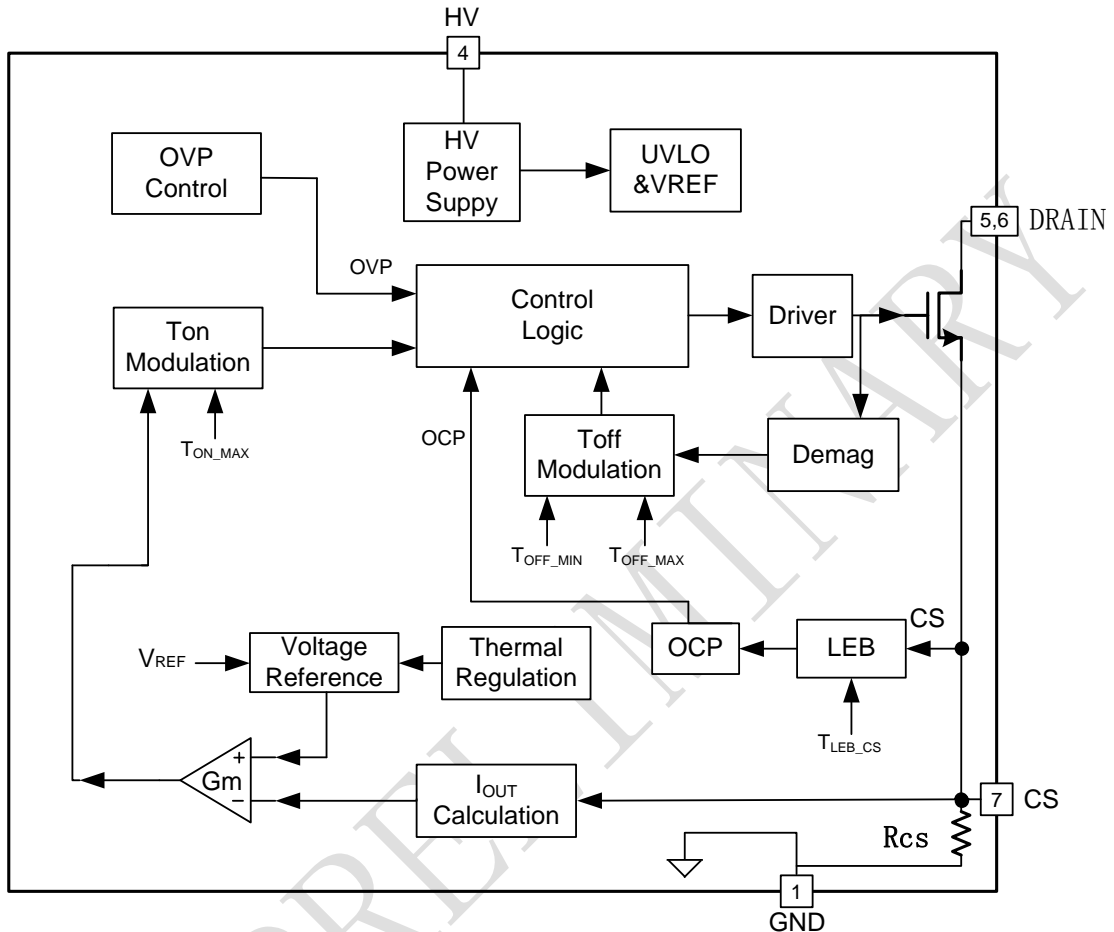 HV
4
OVP
Control
HV
Power
Suppy
UVLO
&VREF
5,6
DRAIN
OVP
Control
Logic
Driver
Ton
Modulation
TON_MAX
OCP
Toff
Modulation
Demag
TOFF_MIN
TOFF_MAX
VREF
Voltage
Reference
Thermal
Regulation
OCP
LEB
CS
TLEB_CS
+
Gm
−
IOUT
Calculation
7
CS
Rcs
1
GND
PRELIMINARY